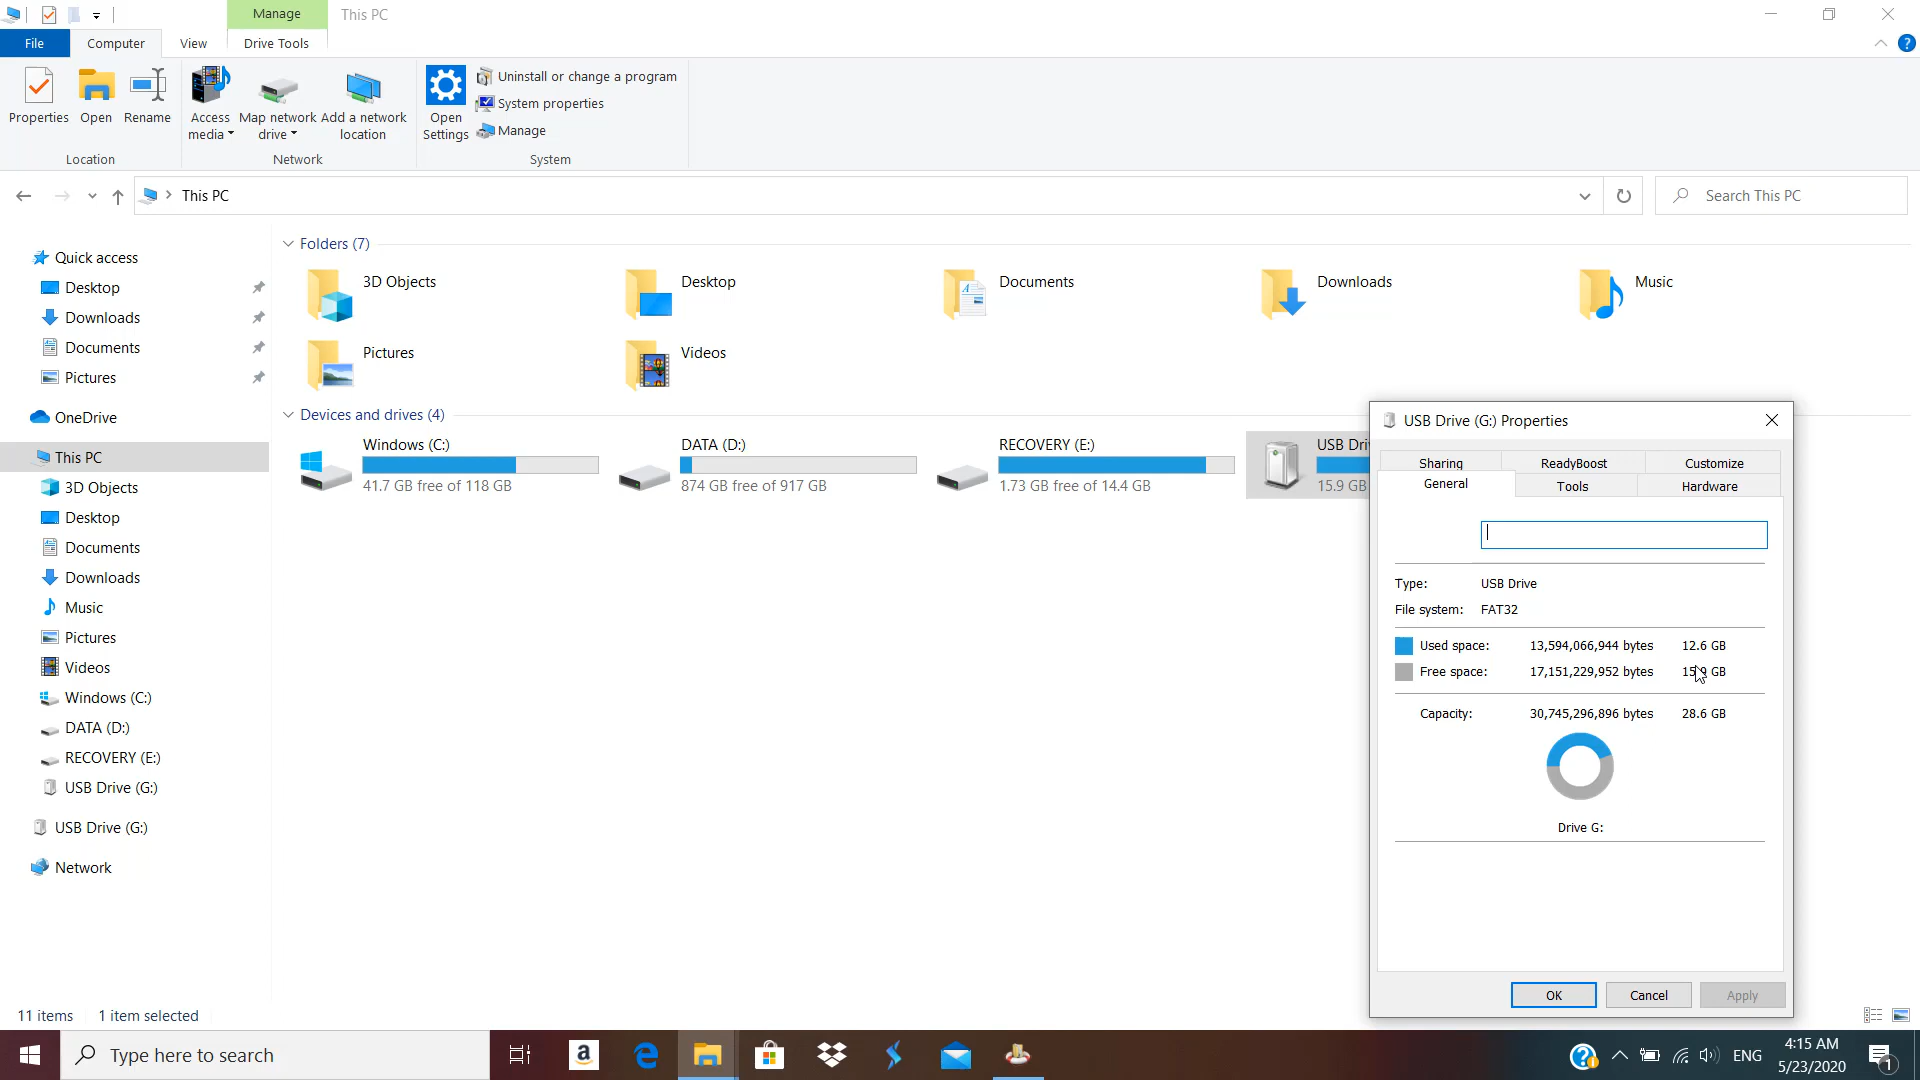 Manage
This PC
File
Computer
View
Drive Tools
Properties
Open
Rename
Access media
Map network drive
Add a network location
Open Settings
Uninstall or change a program
System properties
Manage
Location
Network
System
This PC
Search This PC
Quick access
Desktop
Downloads
Documents
Pictures
OneDrive
This PC
3D Objects
Desktop
Documents
Downloads
Music
Pictures
Videos
Windows (C:)
DATA (D:)
RECOVERY (E:)
USB Drive (G:)
USB Drive (G:)
Network
Folders (7)
3D Objects
Desktop
Documents
Downloads
Music
Pictures
Videos
Devices and drives (4)
Windows (C:)
41.7 GB free of 118 GB
DATA (D:)
874 GB free of 917 GB
RECOVERY (E:)
1.73 GB free of 14.4 GB
USB Dri
15.9 GB
USB Drive (G:) Properties
Sharing
ReadyBoost
Customize
General
Tools
Hardware
Type: USB Drive
File system: FAT32
Used space: 13,594,066,944 bytes 12.6 GB
Free space: 17,151,229,952 bytes 15.9 GB
Capacity: 30,745,296,896 bytes 28.6 GB
Drive G:
OK
Cancel
Apply
11 items
1 item selected
Type here to search
a
ENG
4:15 AM
5/23/2020
1